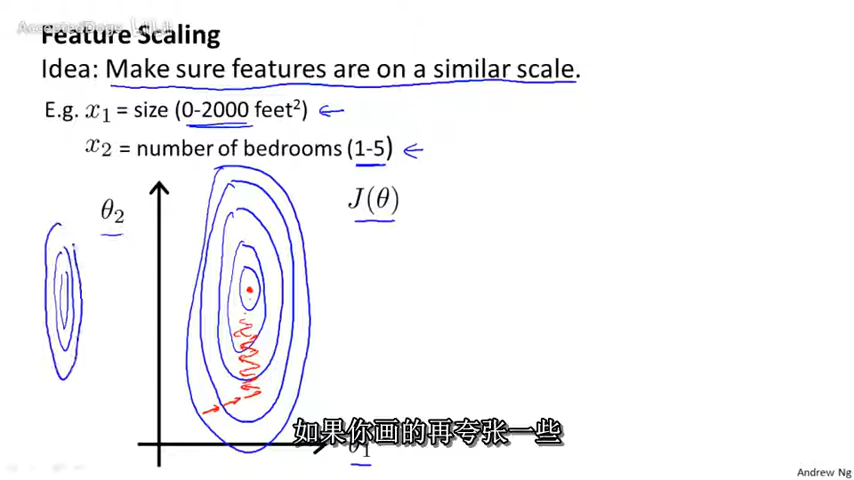 Feature Scaling
Idea: Make sure features are on a similar scale.
E.g. x₁ = size (0-2000 feet²)
x₂ = number of bedrooms (1-5)
θ₂
J(θ)
如果你画的再夸张一些
θ₁
Andrew Ng